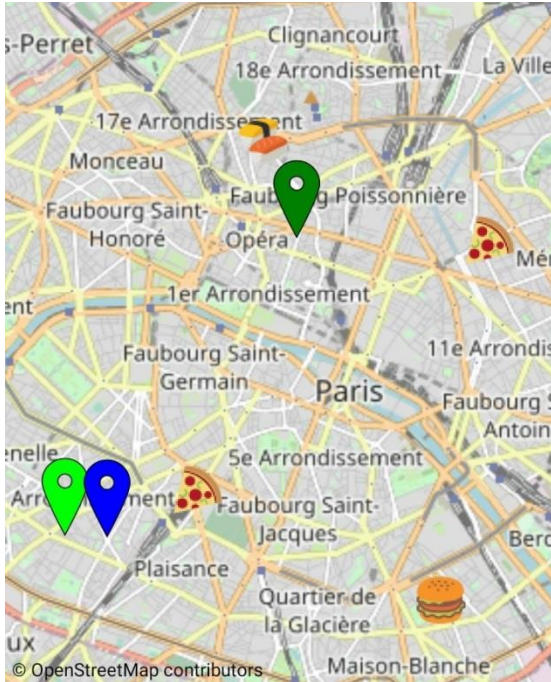 Clignancourt
s-Perret
18e Arrondissement
La Ville
17e Arrondissement
Monceau
Faubourg Poissonnière
Faubourg Saint-
Honoré
Opéra
Mé
1er Arrondissement
ent
Faubourg Saint-
Germain
11e Arrondis
Paris
Faubourg S
Antoin
enelle
5e Arrondissement
Arro
ment
Faubourg Saint-
Jacques
Berc
Plaisance
Quartier de
la Glacière
ux
Maison-Blanche
© OpenStreetMap contributors